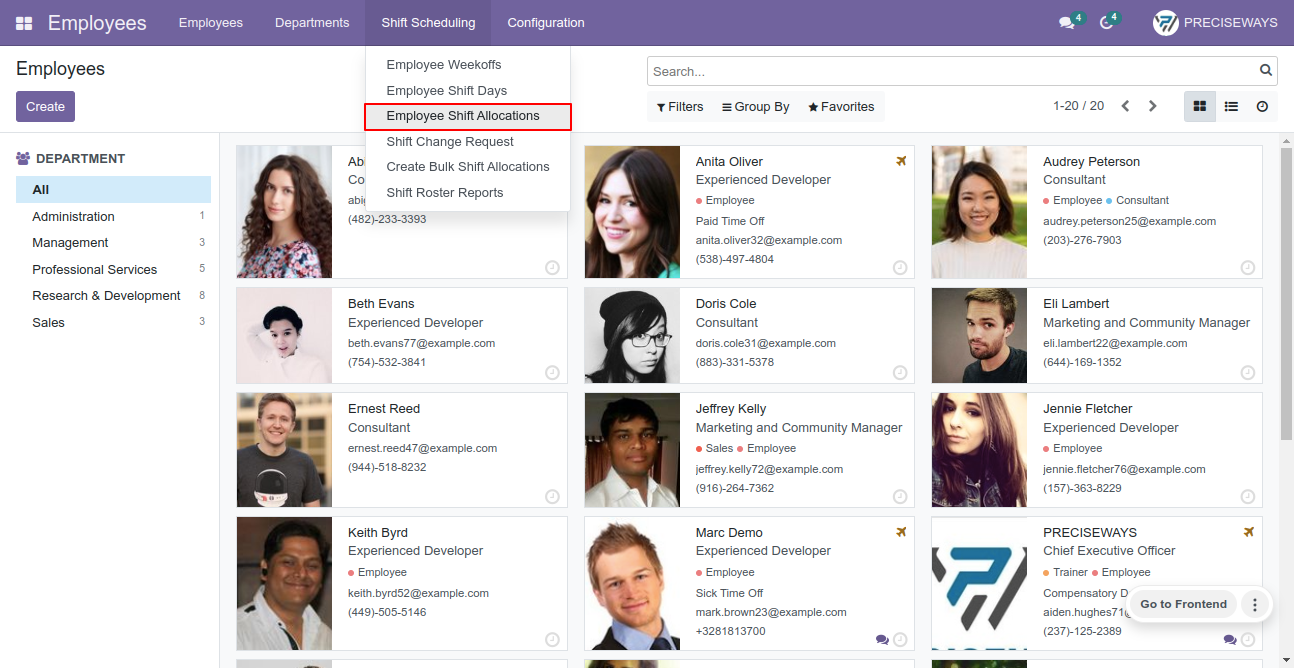 Employees
Employees
Departments
Shift Scheduling
Configuration
4
4
PRECISEWAYS
Employees
Create
Employee Weekoffs
Employee Shift Days
Employee Shift Allocations
Shift Change Request
Create Bulk Shift Allocations
Shift Roster Reports
Search...
Filters
Group By
Favorites
1-20 / 20
DEPARTMENT
All
Administration 1
Management 3
Professional Services 5
Research & Development 8
Sales 3
(482)-233-3393
Anita Oliver
Experienced Developer
Employee
Paid Time Off
anita.oliver32@example.com
(538)-497-4804
Audrey Peterson
Consultant
Employee Consultant
audrey.peterson25@example.com
(203)-276-7903
Beth Evans
Experienced Developer
beth.evans77@example.com
(754)-532-3841
Doris Cole
Consultant
doris.cole31@example.com
(883)-331-5378
Eli Lambert
Marketing and Community Manager
eli.lambert22@example.com
(644)-169-1352
Ernest Reed
Consultant
ernest.reed47@example.com
(944)-518-8232
Jeffrey Kelly
Marketing and Community Manager
Sales Employee
jeffrey.kelly72@example.com
(916)-264-7362
Jennie Fletcher
Experienced Developer
Employee
jennie.fletcher76@example.com
(157)-363-8229
Keith Byrd
Experienced Developer
Employee
keith.byrd52@example.com
(449)-505-5146
Marc Demo
Experienced Developer
Employee
Sick Time Off
mark.brown23@example.com
+3281813700
PRECISEWAYS
Chief Executive Officer
Trainer Employee
Compensatory D
aiden.hughes71@
(237)-125-2389
Go to Frontend